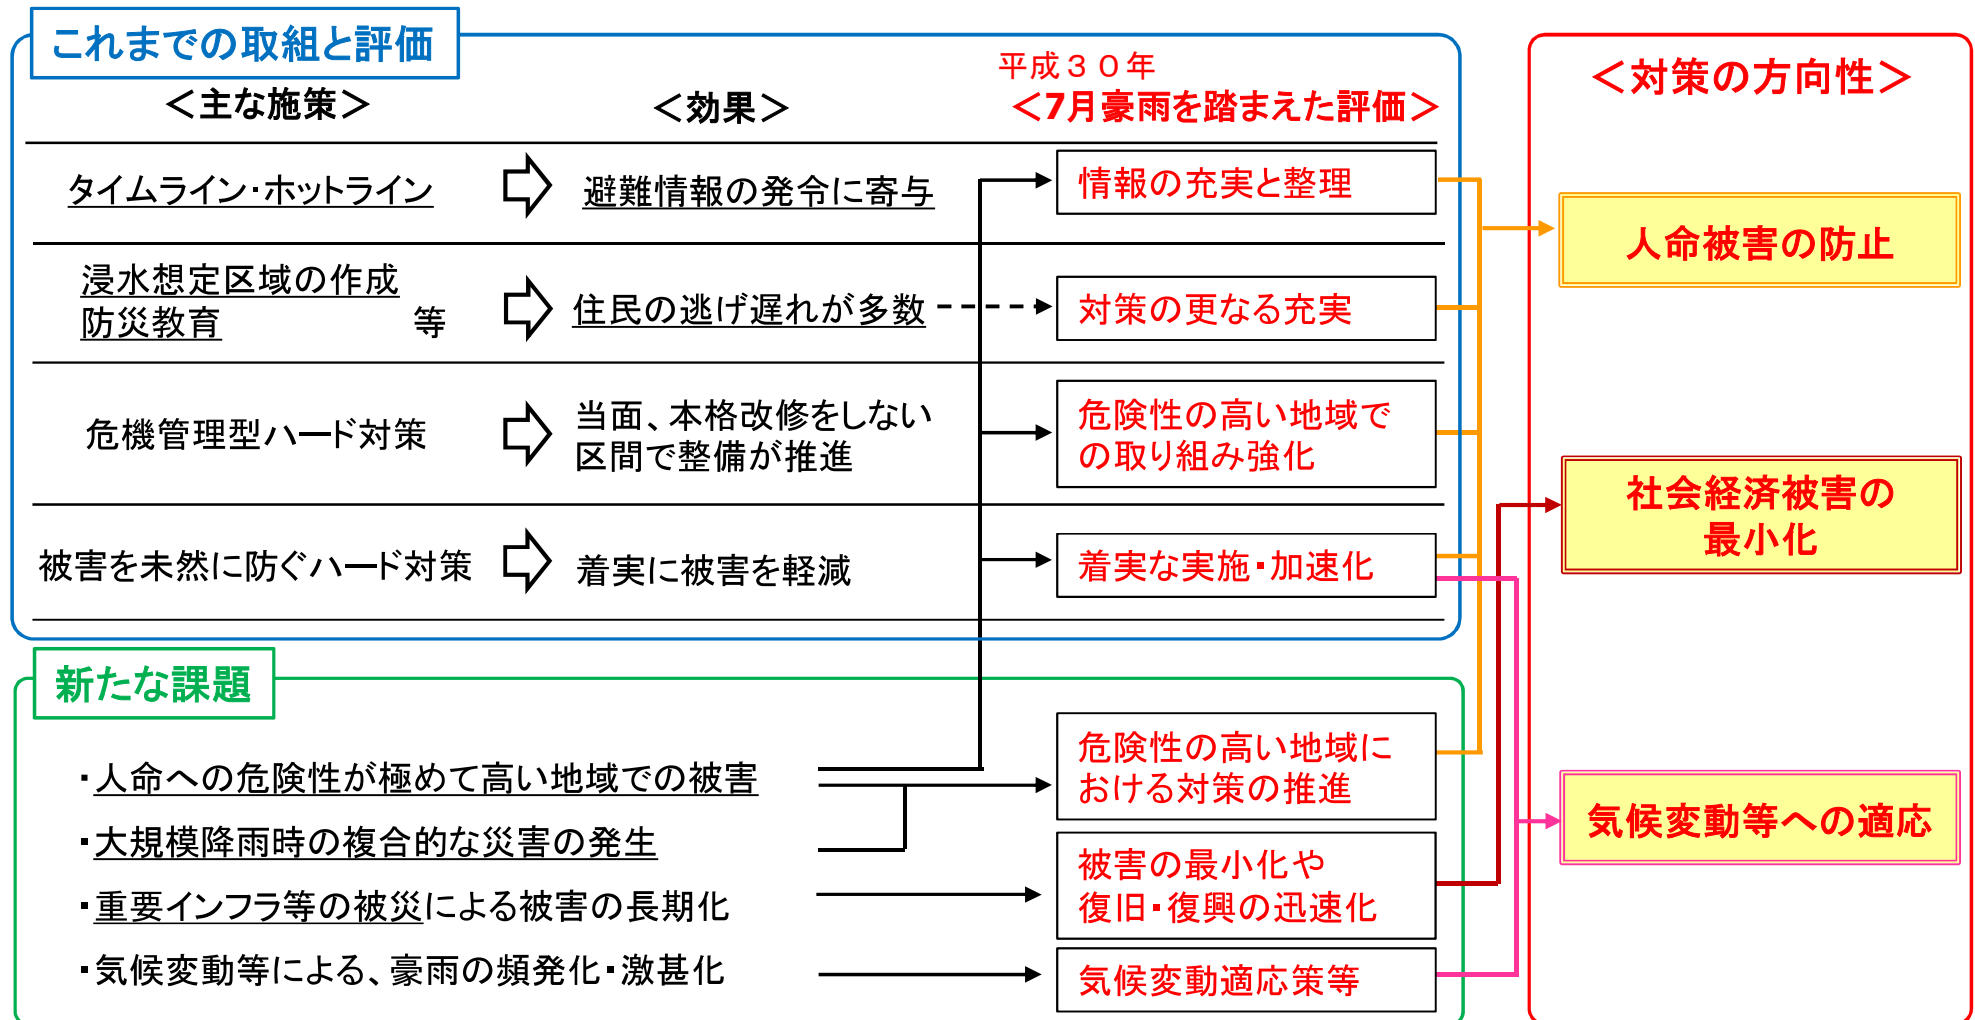 これまでの取組と評価
＜主な施策＞
＜効果＞
平成３０年
＜7月豪雨を踏まえた評価＞
タイムライン・ホットライン
避難情報の発令に寄与
情報の充実と整理
浸水想定区域の作成
防災教育　等
住民の逃げ遅れが多数
対策の更なる充実
危機管理型ハード対策
当面、本格改修をしない
区間で整備が推進
危険性の高い地域で
の取り組み強化
被害を未然に防ぐハード対策
着実に被害を軽減
着実な実施・加速化
新たな課題
・人命への危険性が極めて高い地域での被害
・大規模降雨時の複合的な災害の発生
・重要インフラ等の被災による被害の長期化
・気候変動等による、豪雨の頻発化・激甚化
危険性の高い地域に
おける対策の推進
被害の最小化や
復旧・復興の迅速化
気候変動適応策等
＜対策の方向性＞
人命被害の防止
社会経済被害の
最小化
気候変動等への適応